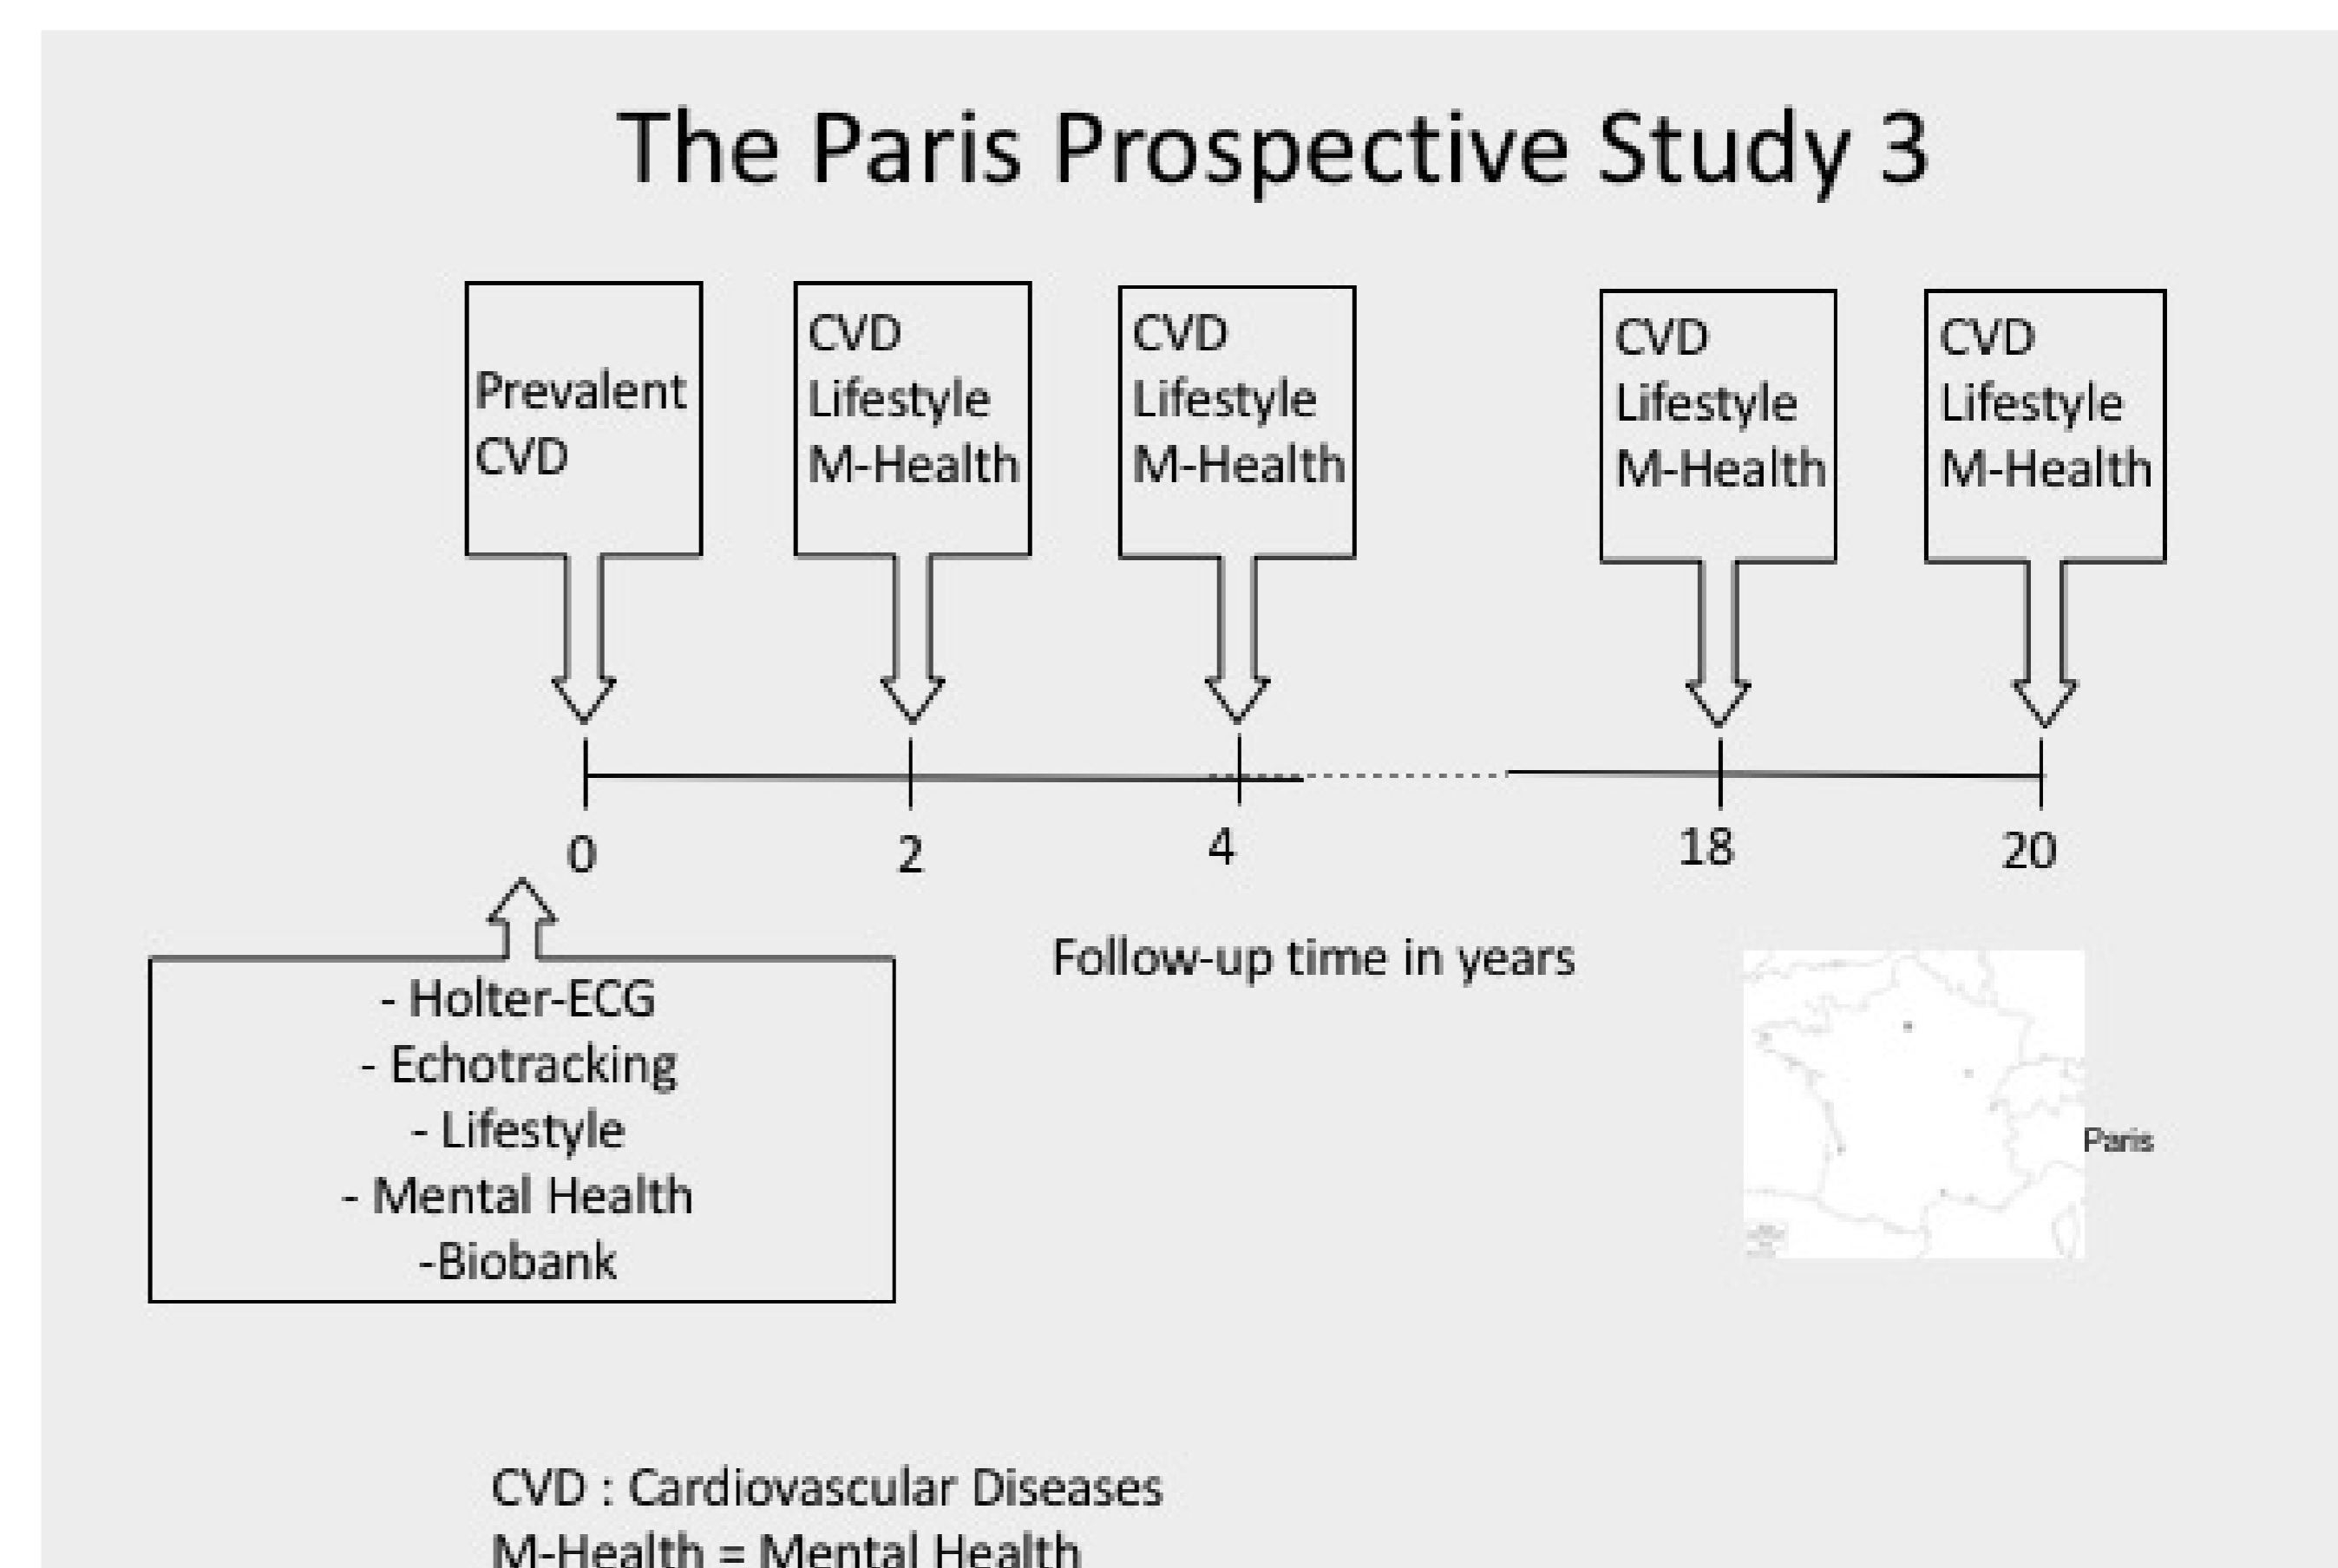 The Paris Prospective Study 3
Prevalent
CVD
CVD
Lifestyle
M-Health
CVD
Lifestyle
M-Health
CVD
Lifestyle
M-Health
CVD
Lifestyle
M-Health
0
2
4
18
20
Follow-up time in years
- Holter-ECG
- Echotracking
- Lifestyle
- Mental Health
-Biobank
Paris
CVD : Cardiovascular Diseases
M-Health = Mental Health